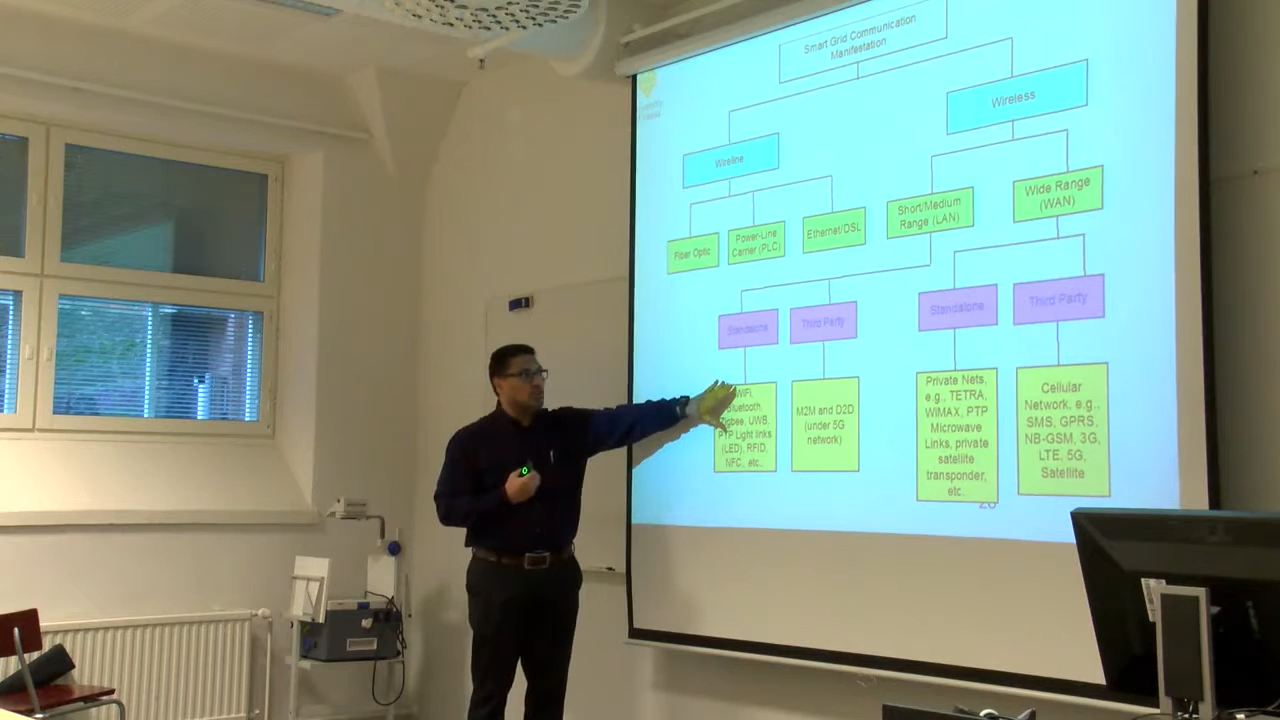 Smart Grid Communication
Manifestation
Wireless
Wireline
Short/Medium
Range (LAN)
Wide Range
(WAN)
Fiber Optic
Power-Line
Carrier (PLC)
Ethernet/DSL
Standalone
Third Party
Standalone
Third Party
WiFi,
Bluetooth,
Zigbee, UWB,
PTP Light links
(LED), RFID,
NFC, etc.,
M2M and D2D
(under 5G
network)
Private Nets,
e.g., TETRA,
WiMAX, PTP
Microwave
Links, private
satellite
transponder,
etc.
Cellular
Network, e.g.,
SMS, GPRS,
NB-GSM, 3G,
LTE, 5G,
Satellite